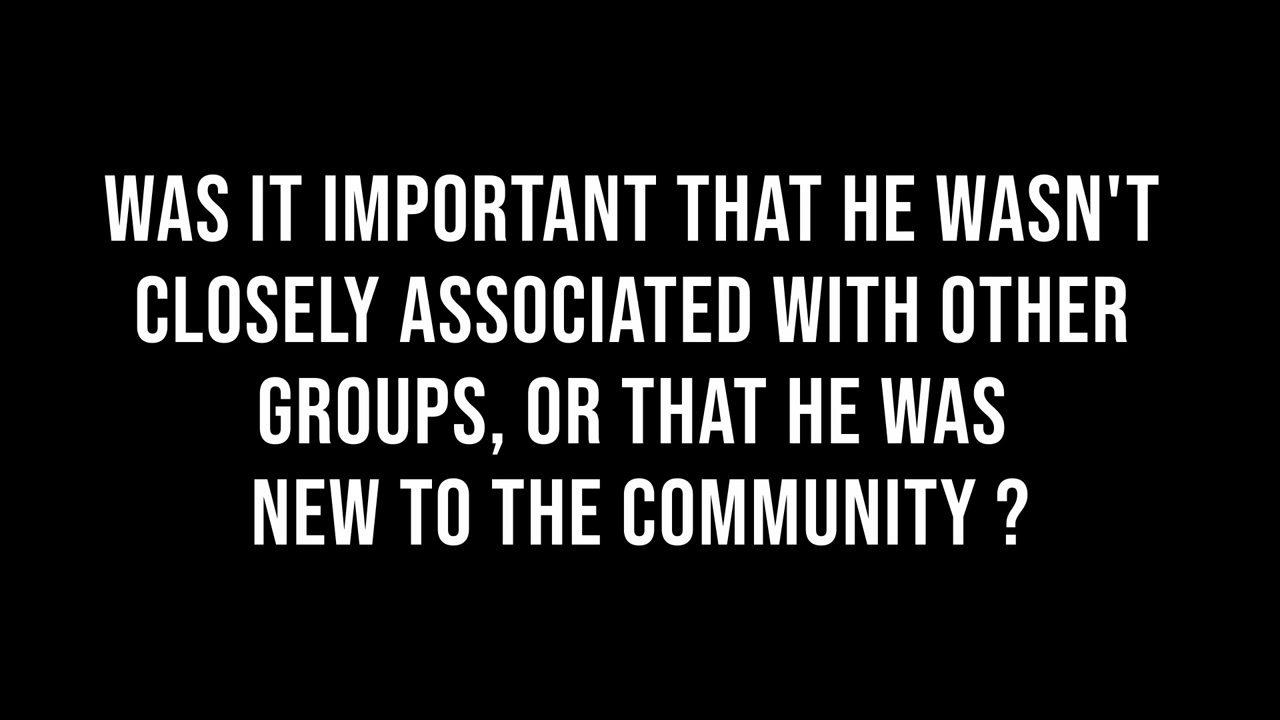 WAS IT IMPORTANT THAT HE WASN'T
CLOSELY ASSOCIATED WITH OTHER
GROUPS, OR THAT HE WAS
NEW TO THE COMMUNITY ?